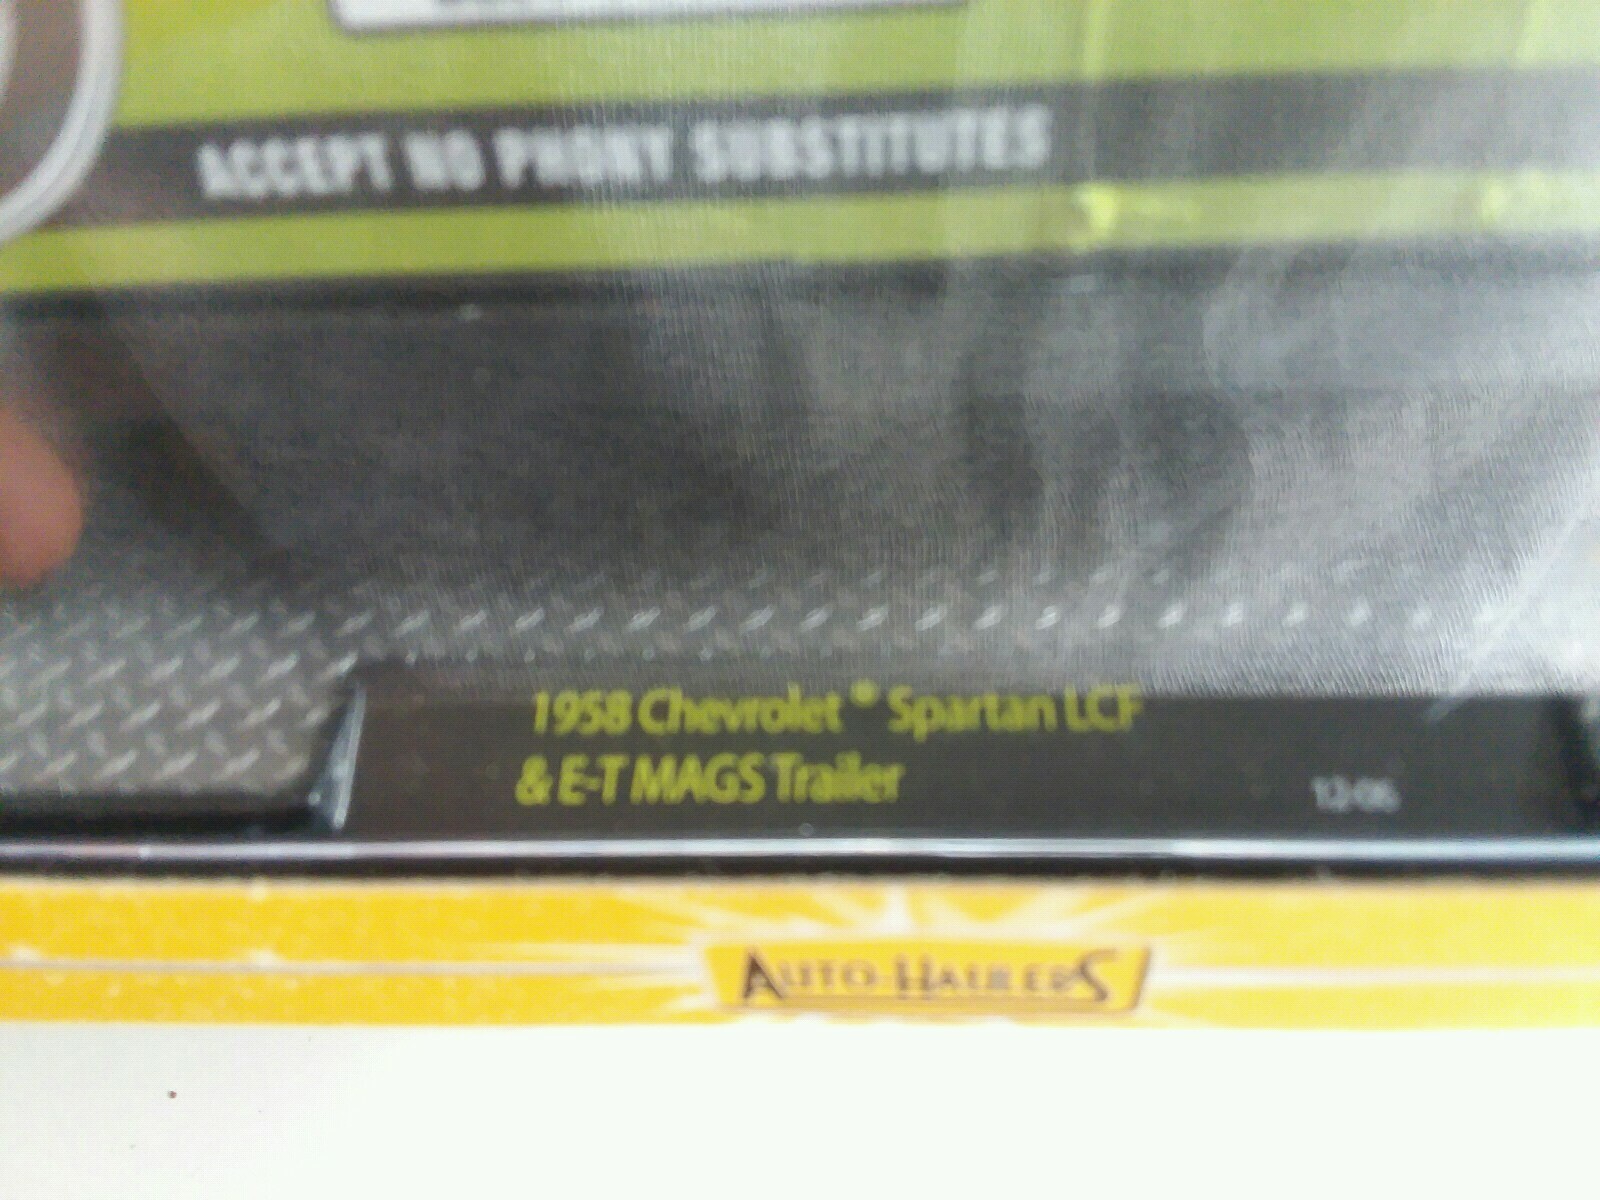 ACCEPT NO PHONY SUBSTITUTES
1958 Chevrolet® Spartan LCF
& E-T MAGS Trailer
12-06
AUTO-HAULERS